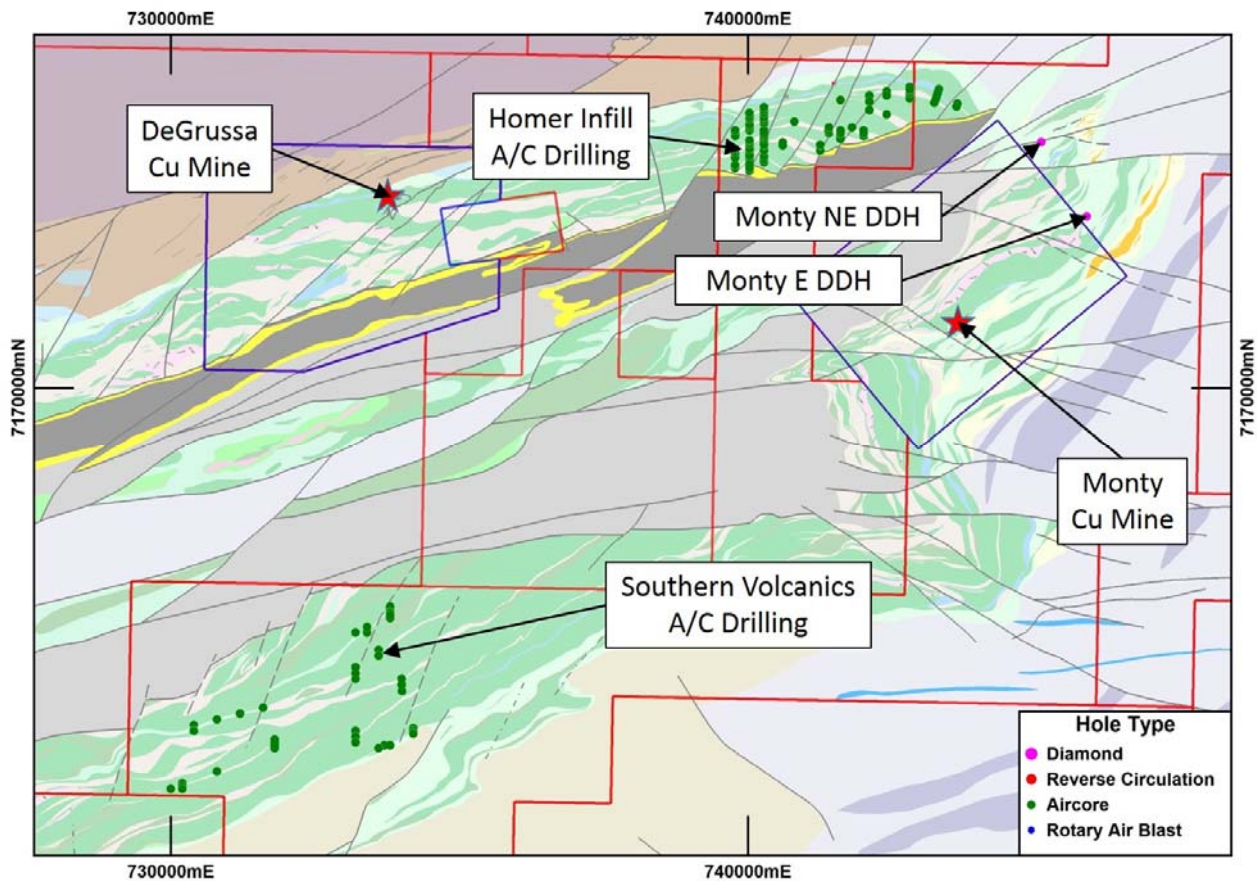 730000mE
740000mE
DeGrussa
Cu Mine
Homer Infill
A/C Drilling
Monty NE DDH
Monty E DDH
7170000mN
7170000mN
Monty
Cu Mine
Southern Volcanics
A/C Drilling
Hole Type
Diamond
Reverse Circulation
Aircore
Rotary Air Blast
730000mE
740000mE